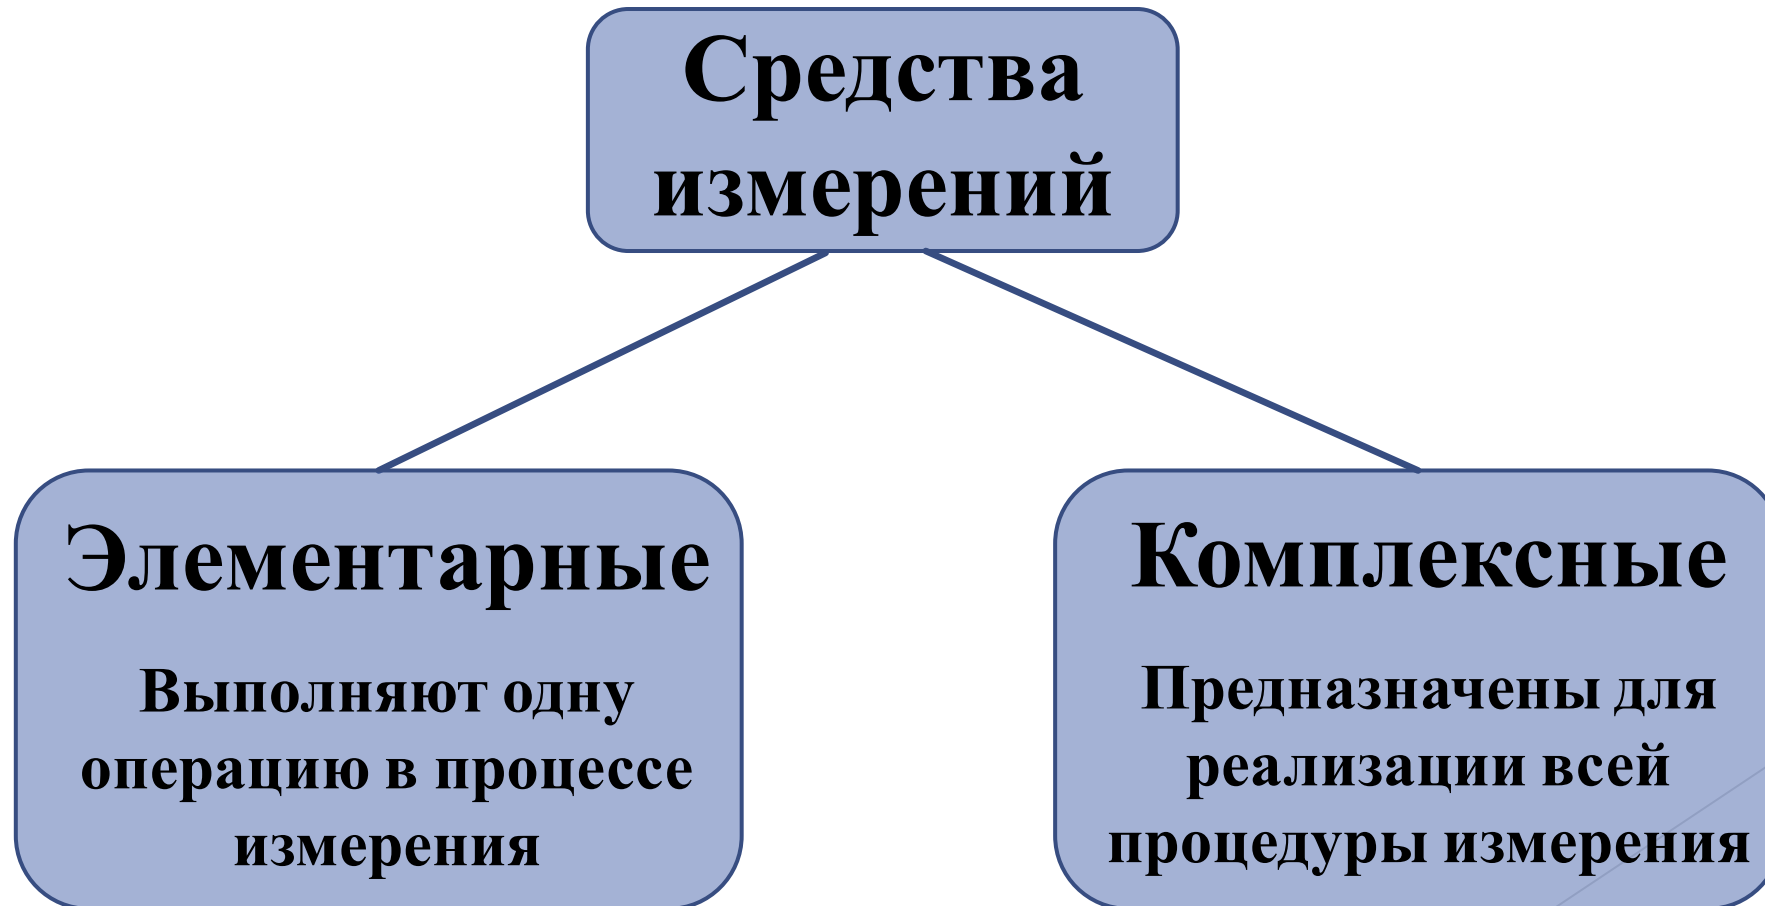 Средства
измерений
Элементарные
Выполняют одну
операцию в процессе
измерения
Комплексные
Предназначены для
реализации всей
процедуры измерения